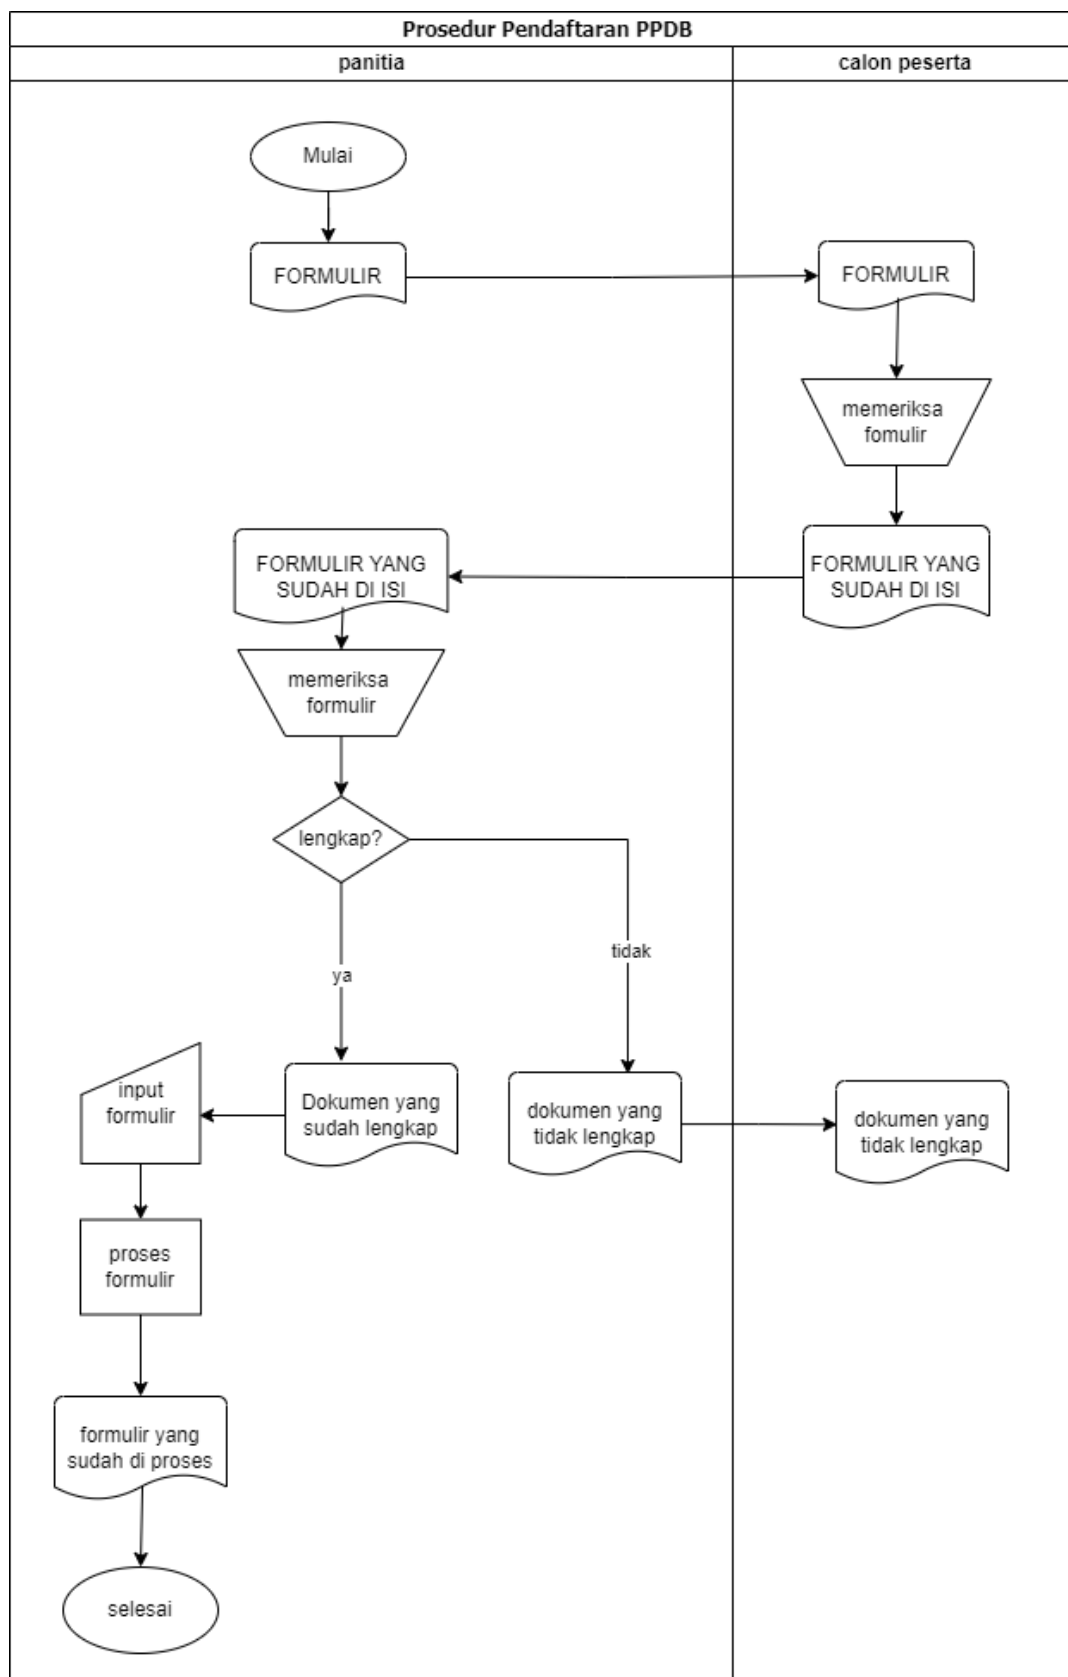 Prosedur Pendaftaran PPDB
panitia
calon peserta
Mulai
FORMULIR
FORMULIR
memeriksa
fomulir
FORMULIR YANG
SUDAH DI ISI
FORMULIR YANG
SUDAH DI ISI
memeriksa
formulir
lengkap?
tidak
ya
input
formulir
Dokumen yang
sudah lengkap
dokumen yang
tidak lengkap
dokumen yang
tidak lengkap
proses
formulir
formulir yang
sudah di proses
selesai